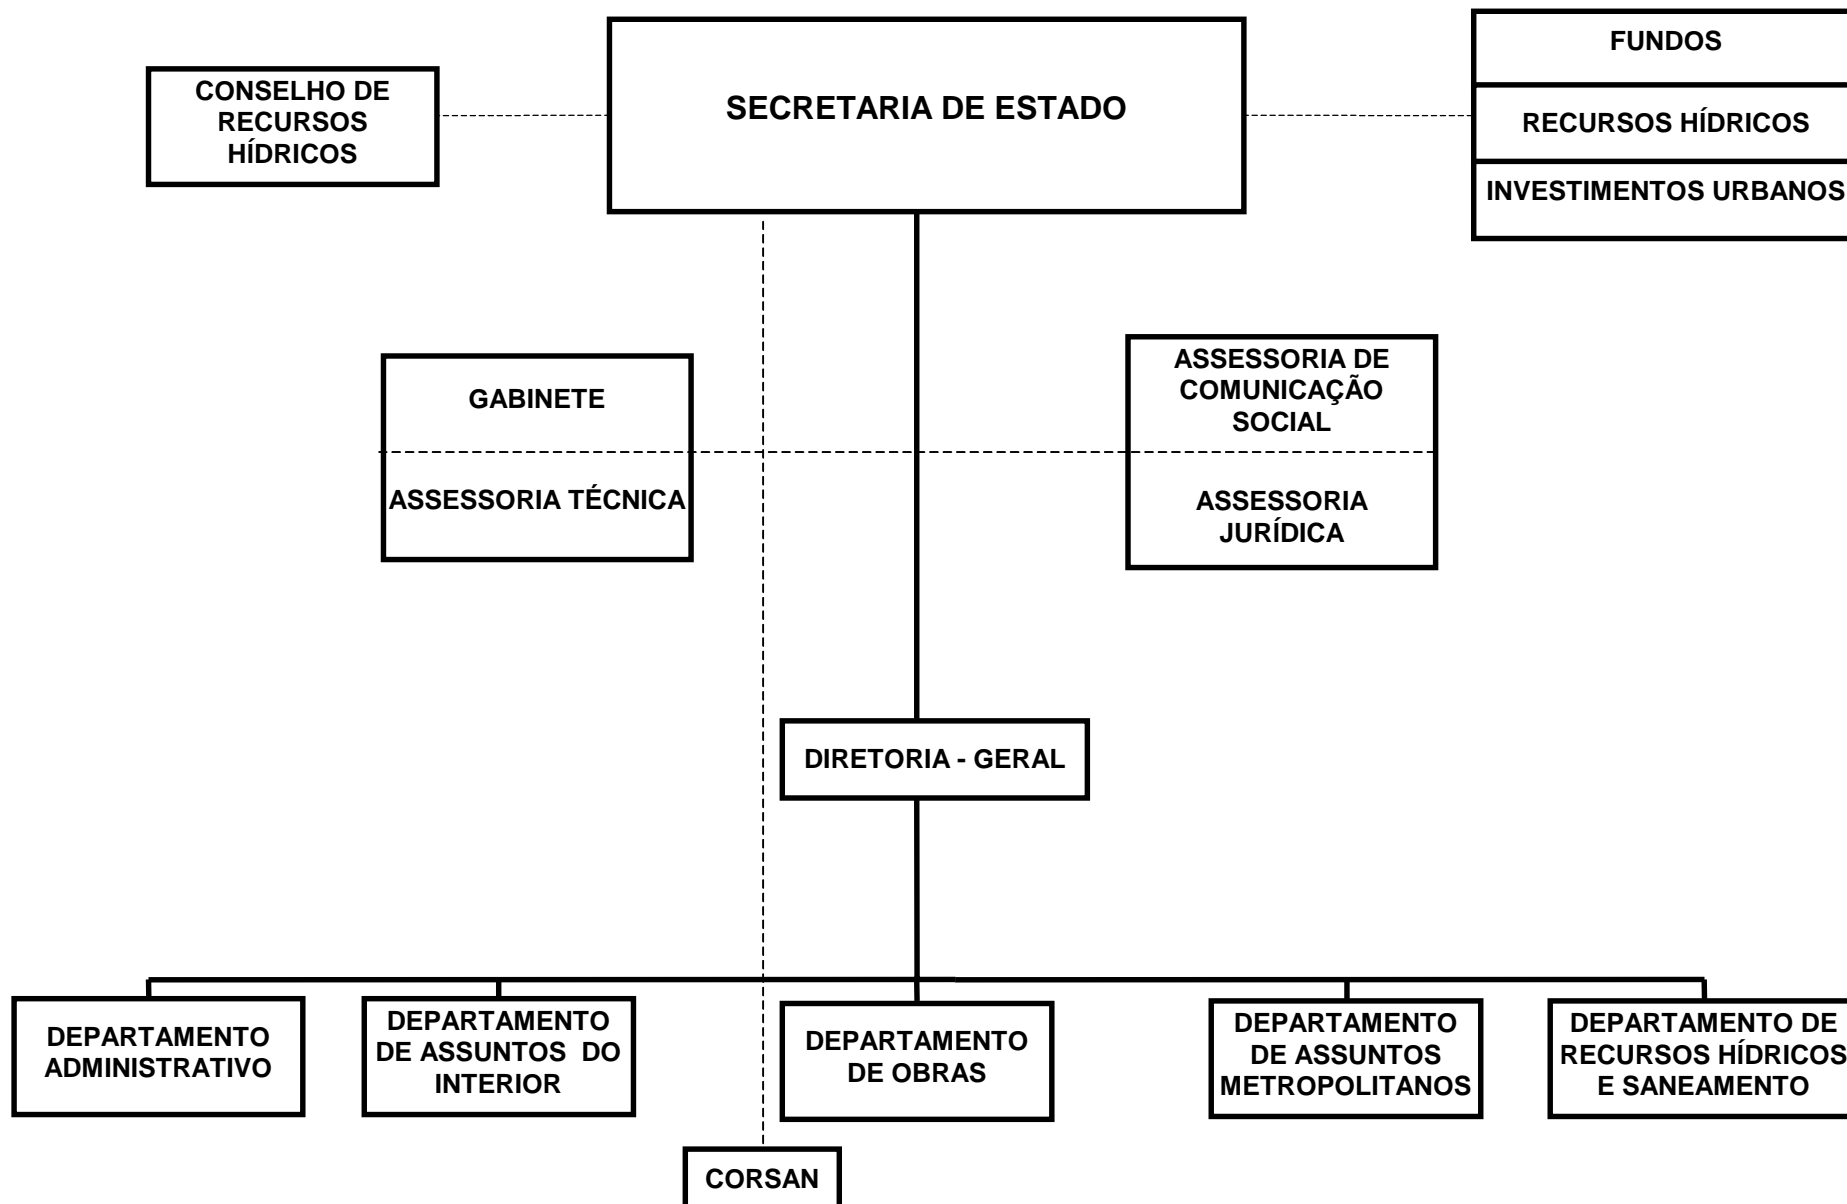 CONSELHO DE
RECURSOS
HÍDRICOS
SECRETARIA DE ESTADO
FUNDOS
RECURSOS HÍDRICOS
INVESTIMENTOS URBANOS
GABINETE
ASSESSORIA TÉCNICA
ASSESSORIA DE
COMUNICAÇÃO
SOCIAL
ASSESSORIA
JURÍDICA
DIRETORIA - GERAL
DEPARTAMENTO
ADMINISTRATIVO
DEPARTAMENTO
DE ASSUNTOS  DO
INTERIOR
DEPARTAMENTO
DE OBRAS
DEPARTAMENTO
DE ASSUNTOS
METROPOLITANOS
DEPARTAMENTO DE
RECURSOS HÍDRICOS
E SANEAMENTO
CORSAN